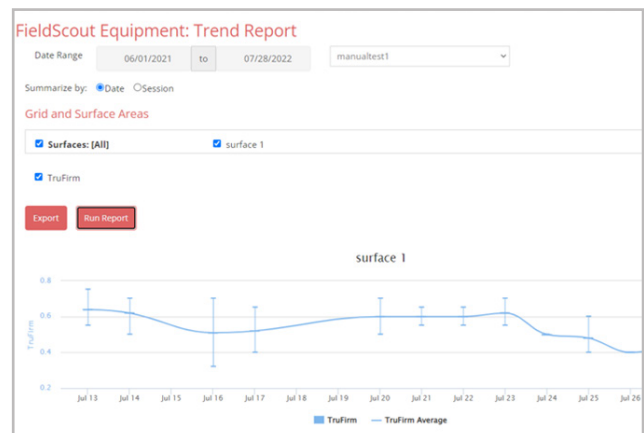 FieldScout Equipment: Trend Report
Date Range 06/01/2021 to 07/28/2022 manualtest1
Summarize by: Date Session
Grid and Surface Areas
Surfaces: [All] surface 1
TruFirm
Export Run Report
surface 1
0.8
0.6
0.4
0.2
TruFirm
Jul 13 Jul 14 Jul 15 Jul 16 Jul 17 Jul 18 Jul 19 Jul 20 Jul 21 Jul 22 Jul 23 Jul 24 Jul 25 Jul 26
TruFirm TruFirm Average